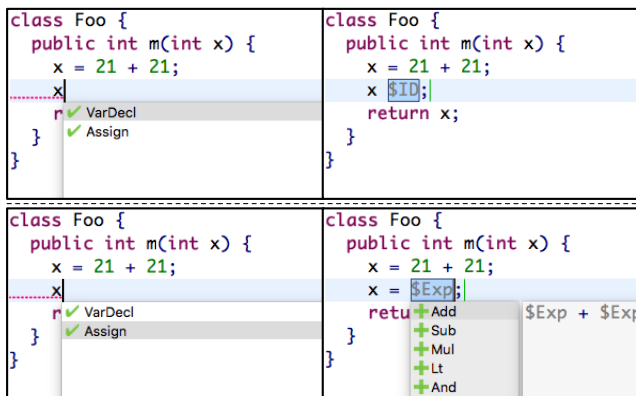 class Foo {
public int m(int x) {
x = 21 + 21;
x
r
VarDecl
Assign
}
}
class Foo {
public int m(int x) {
x = 21 + 21;
x $ID;
return x;
}
}
class Foo {
public int m(int x) {
x = 21 + 21;
x
r
VarDecl
Assign
}
}
class Foo {
public int m(int x) {
x = 21 + 21;
x = $Exp;
retu
Add
$Exp + $Exp
Sub
Mul
Lt
And
}
}